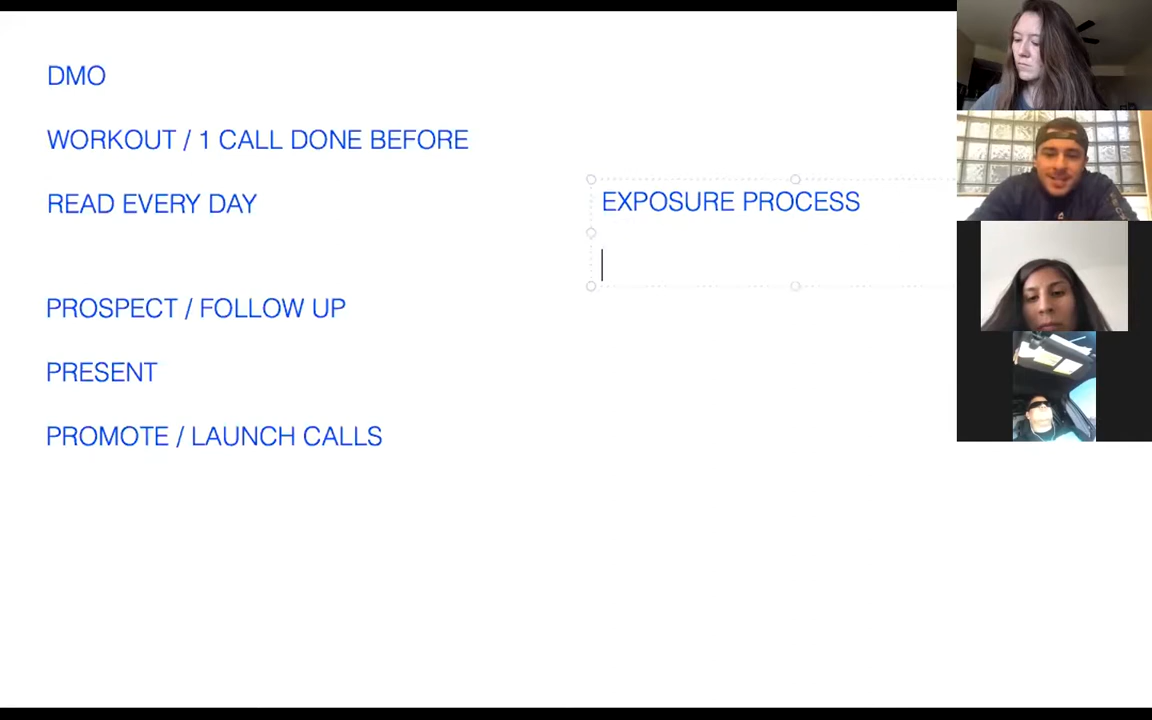 DMO
WORKOUT / 1 CALL DONE BEFORE
READ EVERY DAY
EXPOSURE PROCESS
PROSPECT / FOLLOW UP
PRESENT
PROMOTE / LAUNCH CALLS